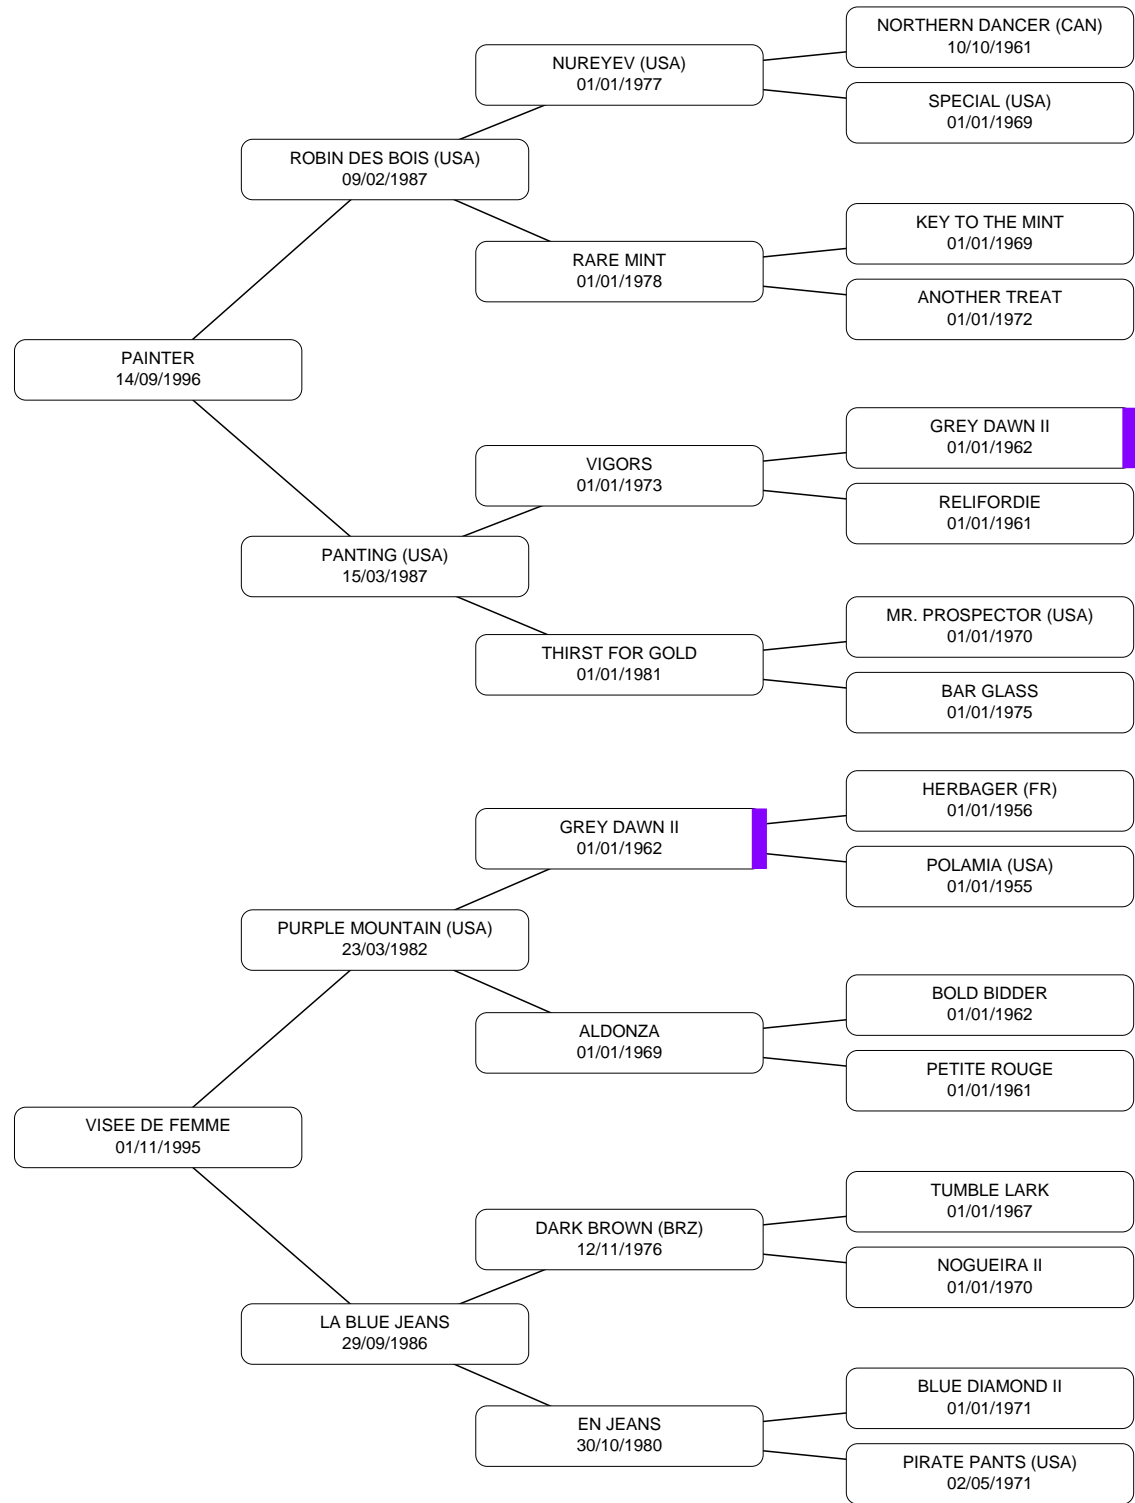 NORTHERN DANCER (CAN)
10/10/1961
NUREYEV (USA)
01/01/1977
SPECIAL (USA)
01/01/1969
ROBIN DES BOIS (USA)
09/02/1987
KEY TO THE MINT
01/01/1969
RARE MINT
01/01/1978
ANOTHER TREAT
01/01/1972
PAINTER
14/09/1996
GREY DAWN II
01/01/1962
VIGORS
01/01/1973
RELIFORDIE
01/01/1961
PANTING (USA)
15/03/1987
MR. PROSPECTOR (USA)
01/01/1970
THIRST FOR GOLD
01/01/1981
BAR GLASS
01/01/1975
HERBAGER (FR)
01/01/1956
GREY DAWN II
01/01/1962
POLAMIA (USA)
01/01/1955
PURPLE MOUNTAIN (USA)
23/03/1982
BOLD BIDDER
01/01/1962
ALDONZA
01/01/1969
PETITE ROUGE
01/01/1961
VISEE DE FEMME
01/11/1995
TUMBLE LARK
01/01/1967
DARK BROWN (BRZ)
12/11/1976
NOGUEIRA II
01/01/1970
LA BLUE JEANS
29/09/1986
BLUE DIAMOND II
01/01/1971
EN JEANS
30/10/1980
PIRATE PANTS (USA)
02/05/1971